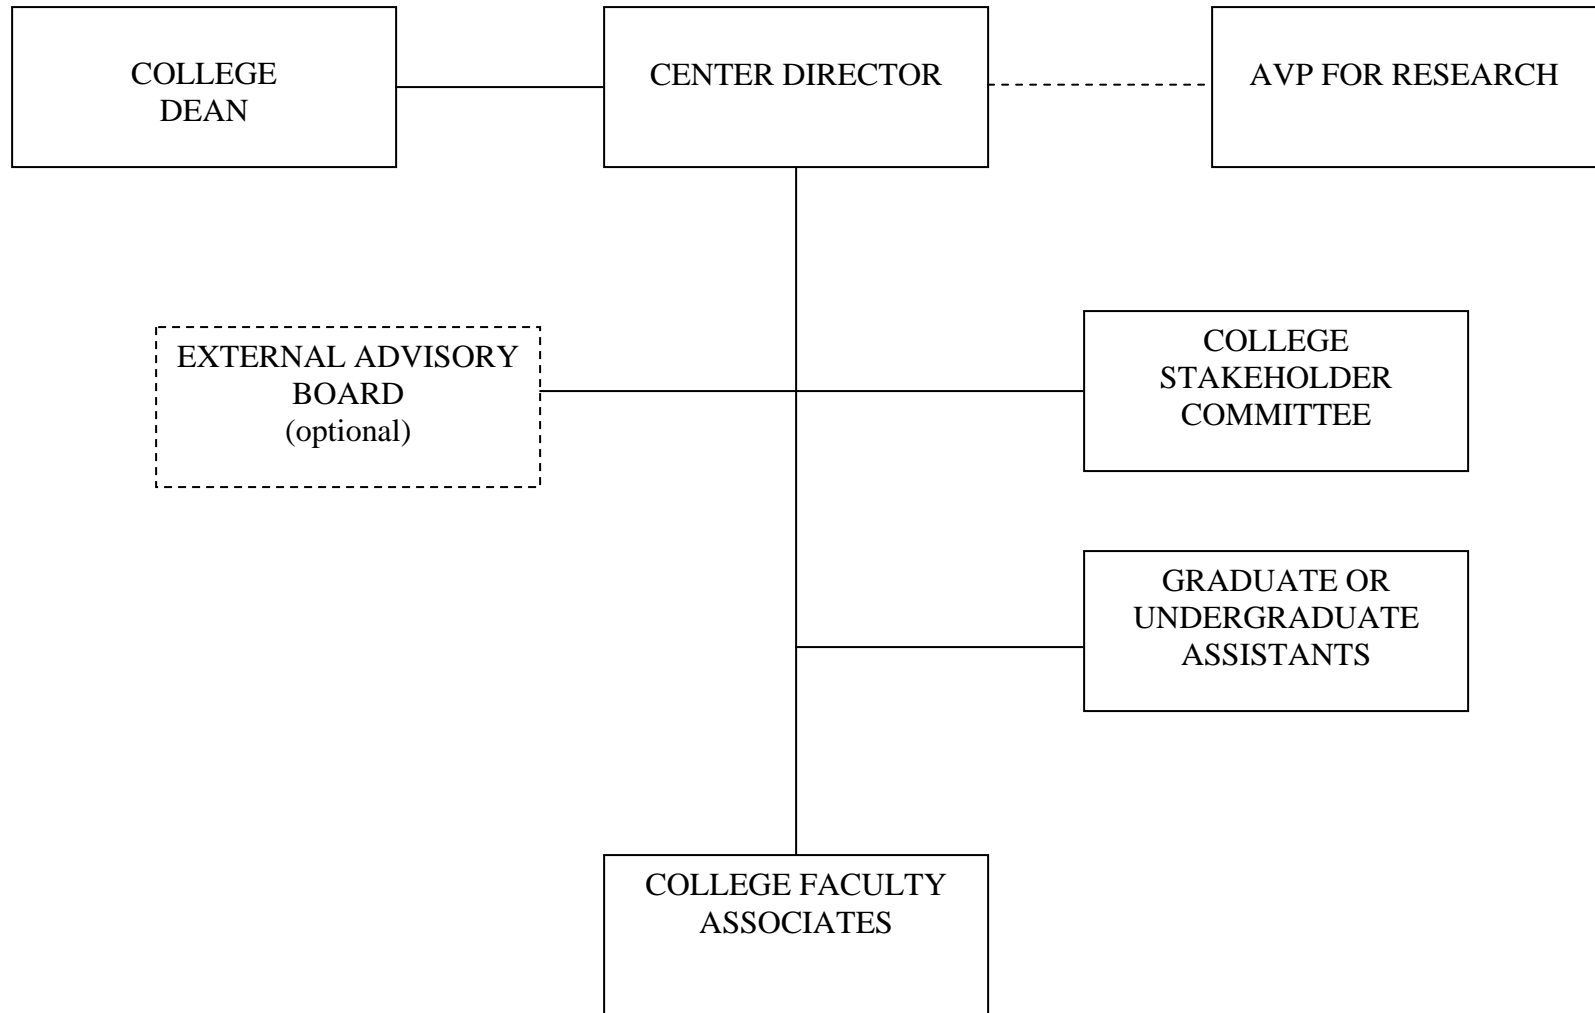 COLLEGE
DEAN
CENTER DIRECTOR
AVP FOR RESEARCH
EXTERNAL ADVISORY
BOARD
(optional)
COLLEGE
STAKEHOLDER
COMMITTEE
GRADUATE OR
UNDERGRADUATE
ASSISTANTS
COLLEGE FACULTY
ASSOCIATES